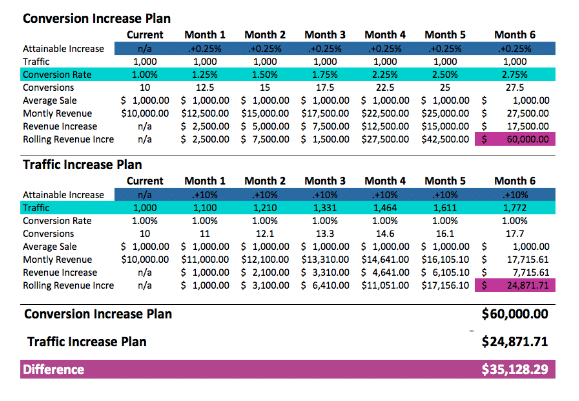 Conversion Increase Plan
Current Month 1 Month 2 Month 3 Month 4 Month 5 Month 6
Attainable Increase n/a .+0.25% .+0.25% .+0.25% .+0.25% .+0.25% .+0.25%
Traffic 1,000 1,000 1,000 1,000 1,000 1,000 1,000
Conversion Rate 1.00% 1.25% 1.50% 1.75% 2.25% 2.50% 2.75%
Conversions 10 12.5 15 17.5 22.5 25 27.5
Average Sale $ 1,000.00 $ 1,000.00 $ 1,000.00 $ 1,000.00 $ 1,000.00 $ 1,000.00 $ 1,000.00
Montly Revenue $10,000.00 $12,500.00 $15,000.00 $17,500.00 $22,500.00 $25,000.00 $ 27,500.00
Revenue Increase n/a $ 2,500.00 $ 5,000.00 $ 7,500.00 $12,500.00 $15,000.00 $ 17,500.00
Rolling Revenue Incre n/a $ 2,500.00 $ 7,500.00 $ 1,500.00 $27,500.00 $42,500.00 $ 60,000.00
Traffic Increase Plan
Current Month 1 Month 2 Month 3 Month 4 Month 5 Month 6
Attainable Increase n/a .+10% .+10% .+10% .+10% .+10% .+10%
Traffic 1,000 1,100 1,210 1,331 1,464 1,611 1,772
Conversion Rate 1.00% 1.00% 1.00% 1.00% 1.00% 1.00% 1.00%
Conversions 10 11 12.1 13.3 14.6 16.1 17.7
Average Sale $ 1,000.00 $ 1,000.00 $ 1,000.00 $ 1,000.00 $ 1,000.00 $ 1,000.00 $ 1,000.00
Montly Revenue $10,000.00 $11,000.00 $12,100.00 $13,310.00 $14,641.00 $16,105.10 $ 17,715.61
Revenue Increase n/a $ 1,000.00 $ 2,100.00 $ 3,310.00 $ 4,641.00 $ 6,105.10 $ 7,715.61
Rolling Revenue Incre n/a $ 1,000.00 $ 3,100.00 $ 6,410.00 $11,051.00 $17,156.10 $ 24,871.71
Conversion Increase Plan $60,000.00
Traffic Increase Plan $24,871.71
Difference $35,128.29